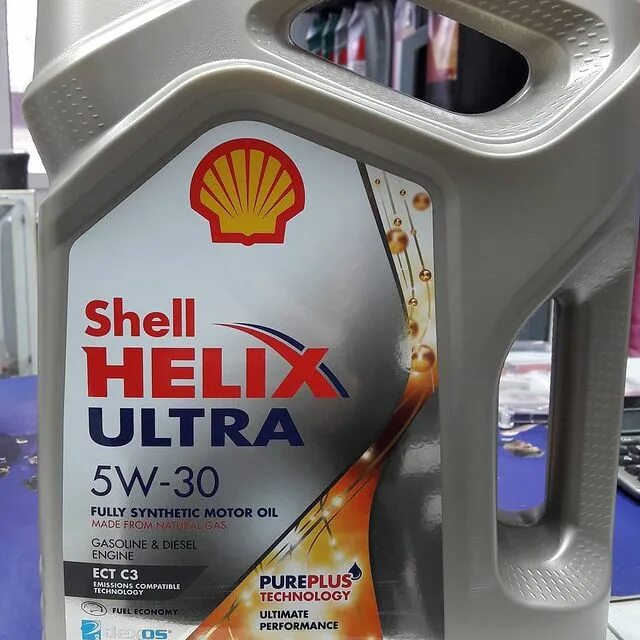 Shell
HELIX
ULTRA
5W-30
FULLY SYNTHETIC MOTOR OIL
MADE FROM NATURAL GAS
GASOLINE & DIESEL
ENGINE
ECT C3
EMISSIONS COMPATIBLE
TECHNOLOGY
FUEL ECONOMY
dexos
PUREPLUS
TECHNOLOGY
ULTIMATE
PERFORMANCE